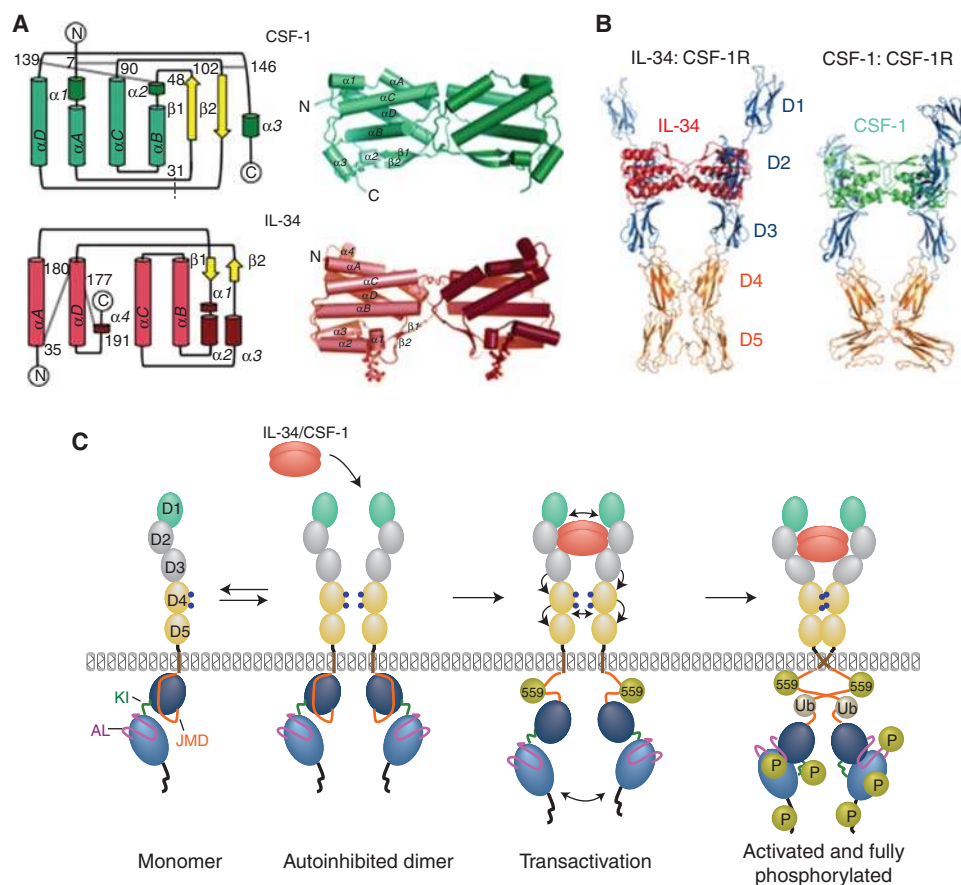 A
CSF-1
N
139
7
90
48
102
146
α1
α2
β1
β2
αD
αA
αC
αB
α3
31
C
N
α1
αA
αC
αD
αB
α3
α2
β1
β2
C
IL-34
180
177
β1
β2
αA
αD
C
α4
αC
αB
α1
35
191
α2
α3
N
N
α4
αA
αC
αD
αB
α3
α1
β1
α2
β2
B
IL-34: CSF-1R
CSF-1: CSF-1R
D1
IL-34
CSF-1
D2
D3
D4
D5
C
IL-34/CSF-1
D1
D2
D3
D4
D5
KI
AL
JMD
559
559
559
559
Ub
Ub
P
P
P
P
P
P
Monomer
Autoinhibited dimer
Transactivation
Activated and fully
phosphorylated